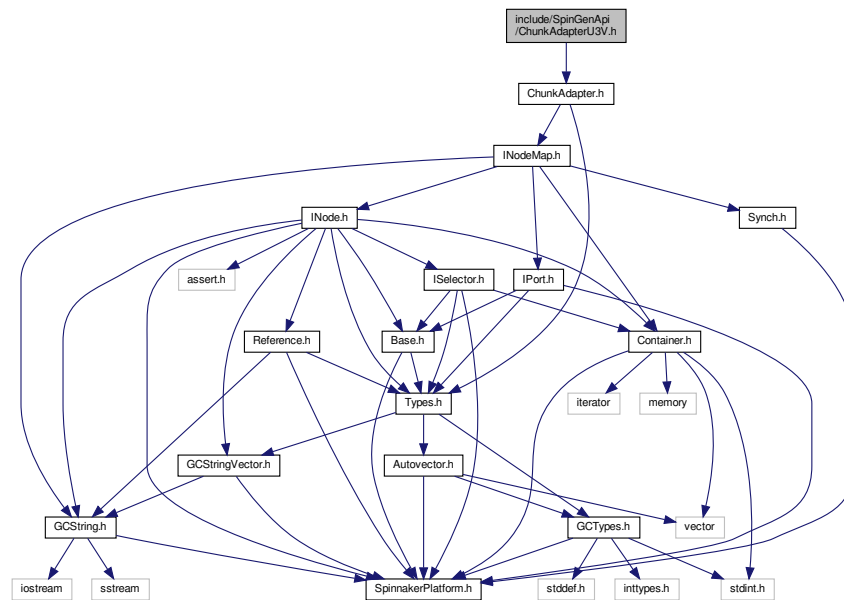 include/SpinGenApi
/ChunkAdapterU3V.h
ChunkAdapter.h
INodeMap.h
INode.h
Synch.h
assert.h
ISelector.h
IPort.h
Reference.h
Base.h
Container.h
Types.h
iterator
memory
GCStringVector.h
Autovector.h
GCString.h
GCTypes.h
vector
iostream
sstream
SpinnakerPlatform.h
stddef.h
inttypes.h
stdint.h